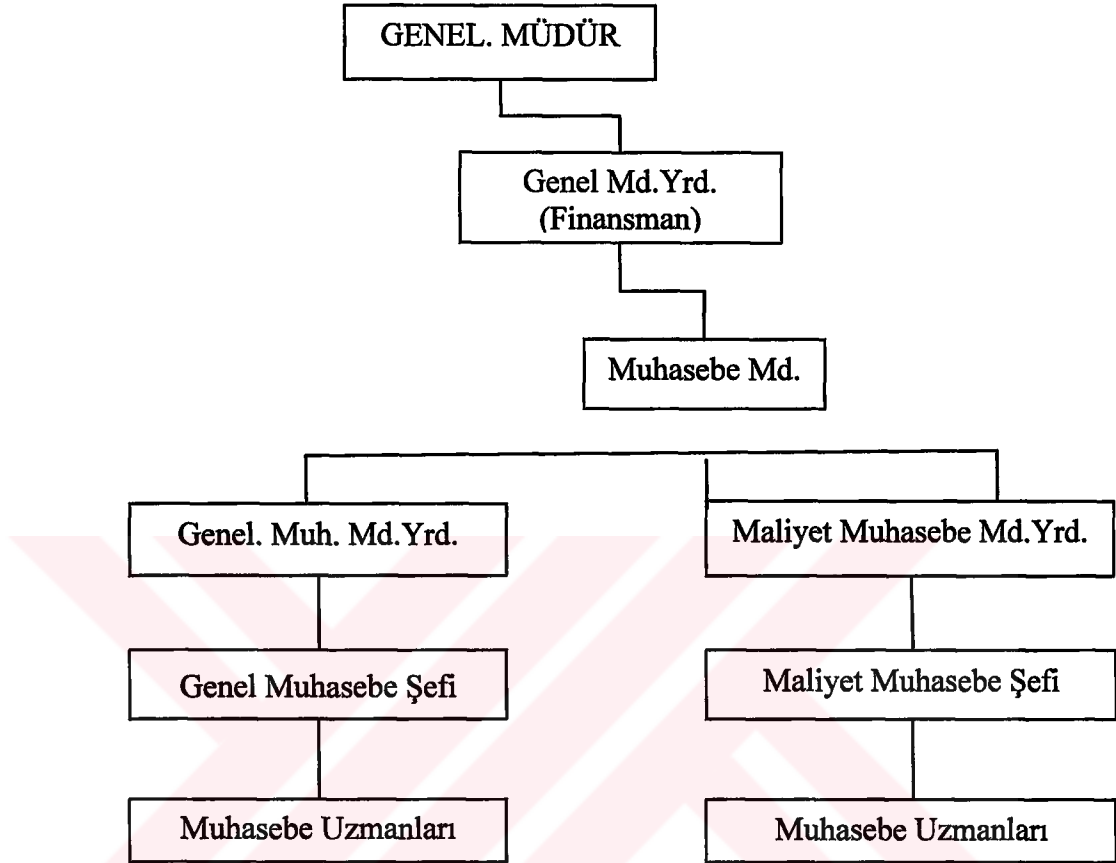 GENEL. MÜDÜR
Genel Md.Yrd.
(Finansman)
Muhasebe Md.
Genel. Muh. Md.Yrd.
Maliyet Muhasebe Md.Yrd.
Genel Muhasebe Şefi
Maliyet Muhasebe Şefi
Muhasebe Uzmanları
Muhasebe Uzmanları